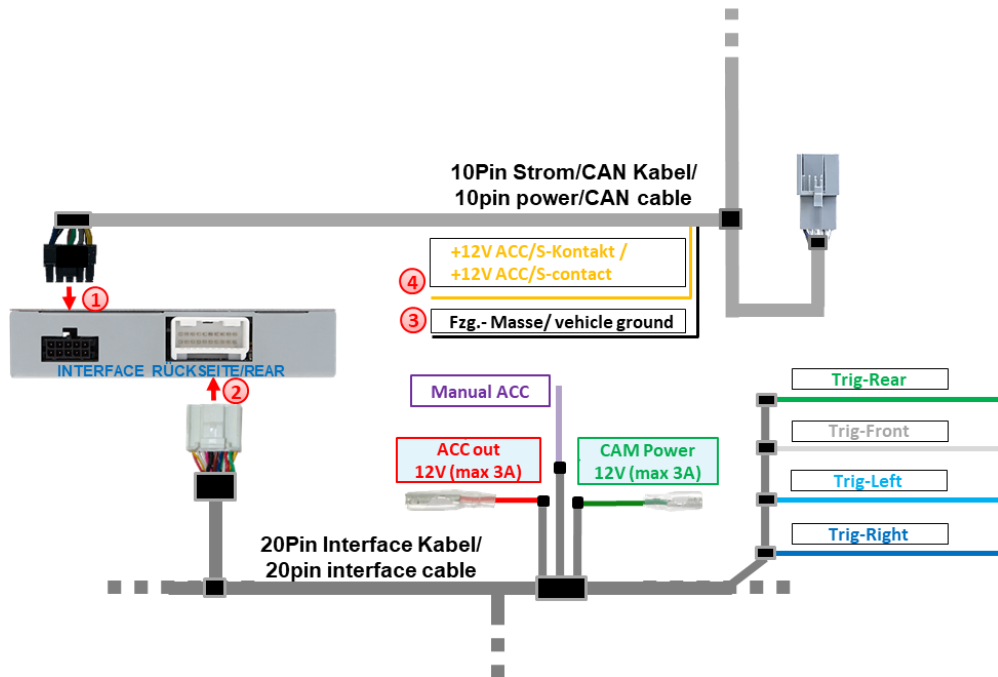 10Pin Strom/CAN Kabel/
10pin power/CAN cable
+12V ACC/S-Kontakt /
+12V ACC/S-contact
4
1
3
Fzg.- Masse/ vehicle ground
INTERFACE RÜCKSEITE/REAR
2
Manual ACC
Trig-Rear
Trig-Front
ACC out
12V (max 3A)
CAM Power
12V (max 3A)
Trig-Left
Trig-Right
20Pin Interface Kabel/
20pin interface cable